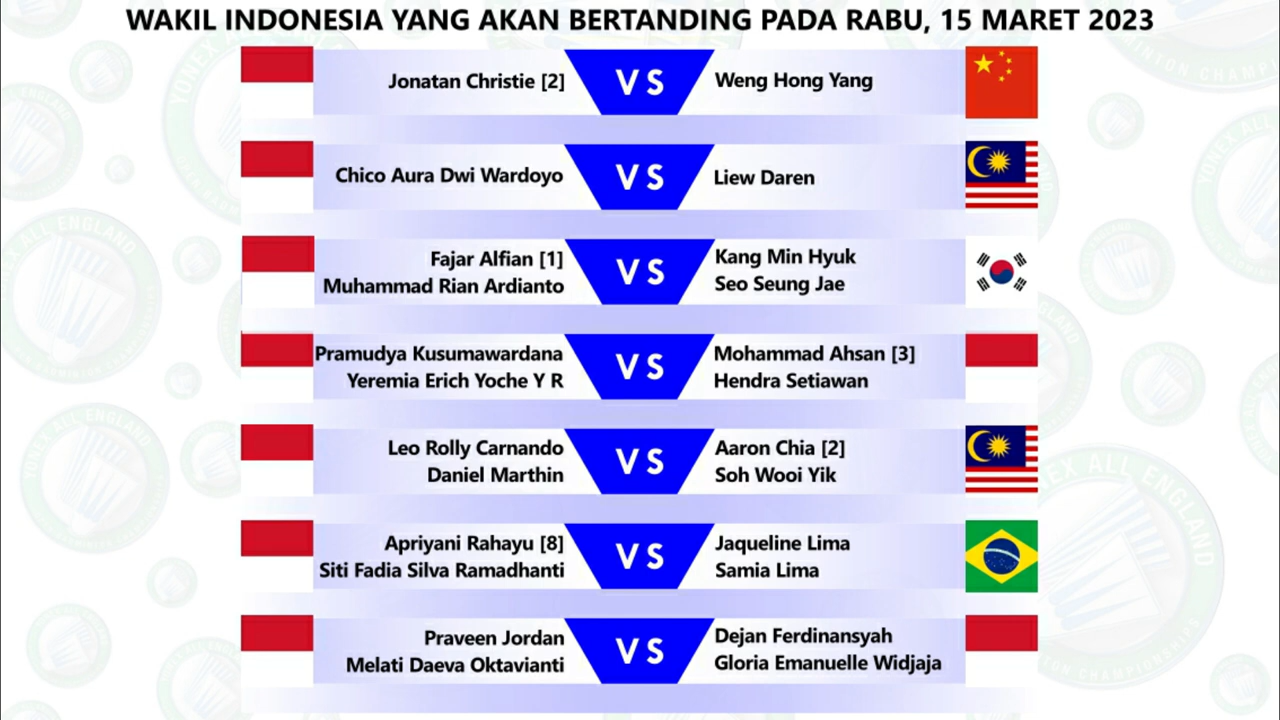 WAKIL INDONESIA YANG AKAN BERTANDING PADA RABU, 15 MARET 2023
Jonatan Christie [2] VS Weng Hong Yang
Chico Aura Dwi Wardoyo VS Liew Daren
Fajar Alfian [1] VS Kang Min Hyuk
Muhammad Rian Ardianto Seo Seung Jae
Pramudya Kusumawardana VS Mohammad Ahsan [3]
Yeremia Erich Yoche Y R Hendra Setiawan
Leo Rolly Carnando VS Aaron Chia [2]
Daniel Marthin Soh Wooi Yik
Apriyani Rahayu [8] VS Jaqueline Lima
Siti Fadia Silva Ramadhanti Samia Lima
Praveen Jordan VS Dejan Ferdinansyah
Melati Daeva Oktavianti Gloria Emanuelle Widjaja